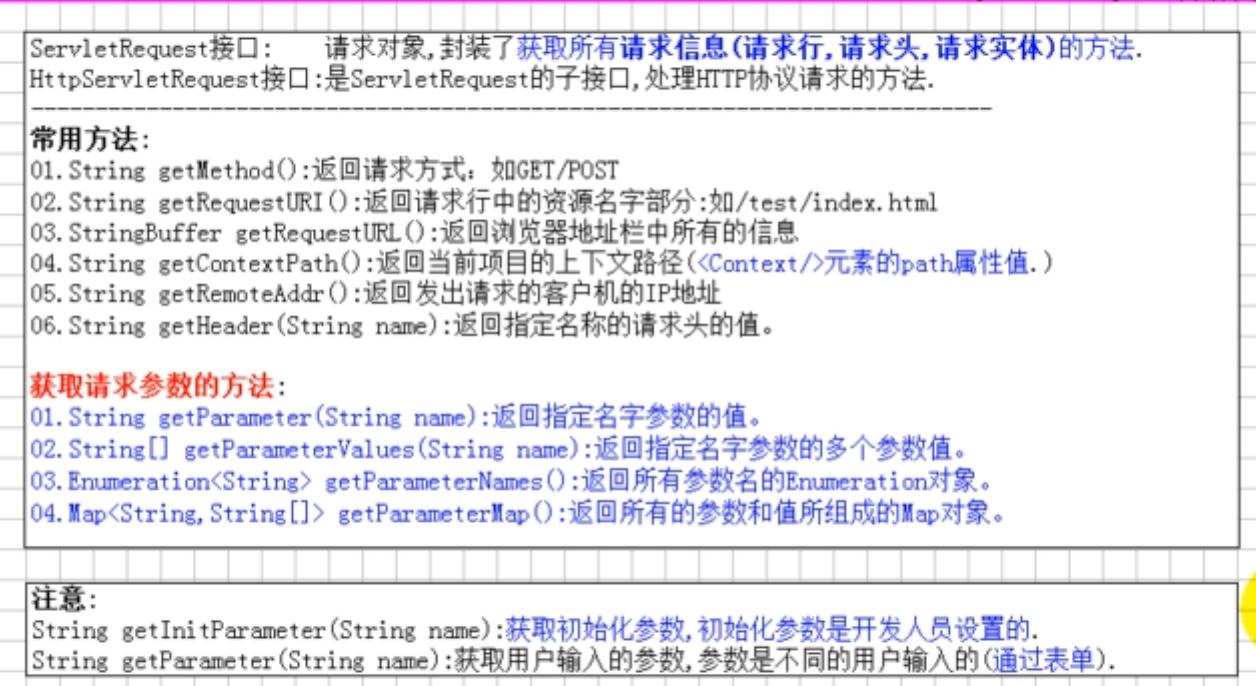 ServletRequest接口: 请求对象,封装了获取所有请求信息(请求行,请求头,请求实体)的方法.
HttpServletRequest接口:是ServletRequest的子接口,处理HTTP协议请求的方法.
--------------------------------------------------------------------------
常用方法:
01.String getMethod():返回请求方式：如GET/POST
02.String getRequestURI():返回请求行中的资源名字部分:如/test/index.html
03.StringBuffer getRequestURL():返回浏览器地址栏中所有的信息
04.String getContextPath():返回当前项目的上下文路径(<Context/>元素的path属性值.)
05.String getRemoteAddr():返回发出请求的客户机的IP地址
06.String getHeader(String name):返回指定名称的请求头的值。
获取请求参数的方法:
01.String getParameter(String name):返回指定名字参数的值。
02.String[] getParameterValues(String name):返回指定名字参数的多个参数值。
03.Enumeration<String> getParameterNames():返回所有参数名的Enumeration对象。
04.Map<String,String[]> getParameterMap():返回所有的参数和值所组成的Map对象。
注意:
String getInitParameter(String name):获取初始化参数,初始化参数是开发人员设置的.
String getParameter(String name):获取用户输入的参数,参数是不同的用户输入的(通过表单).